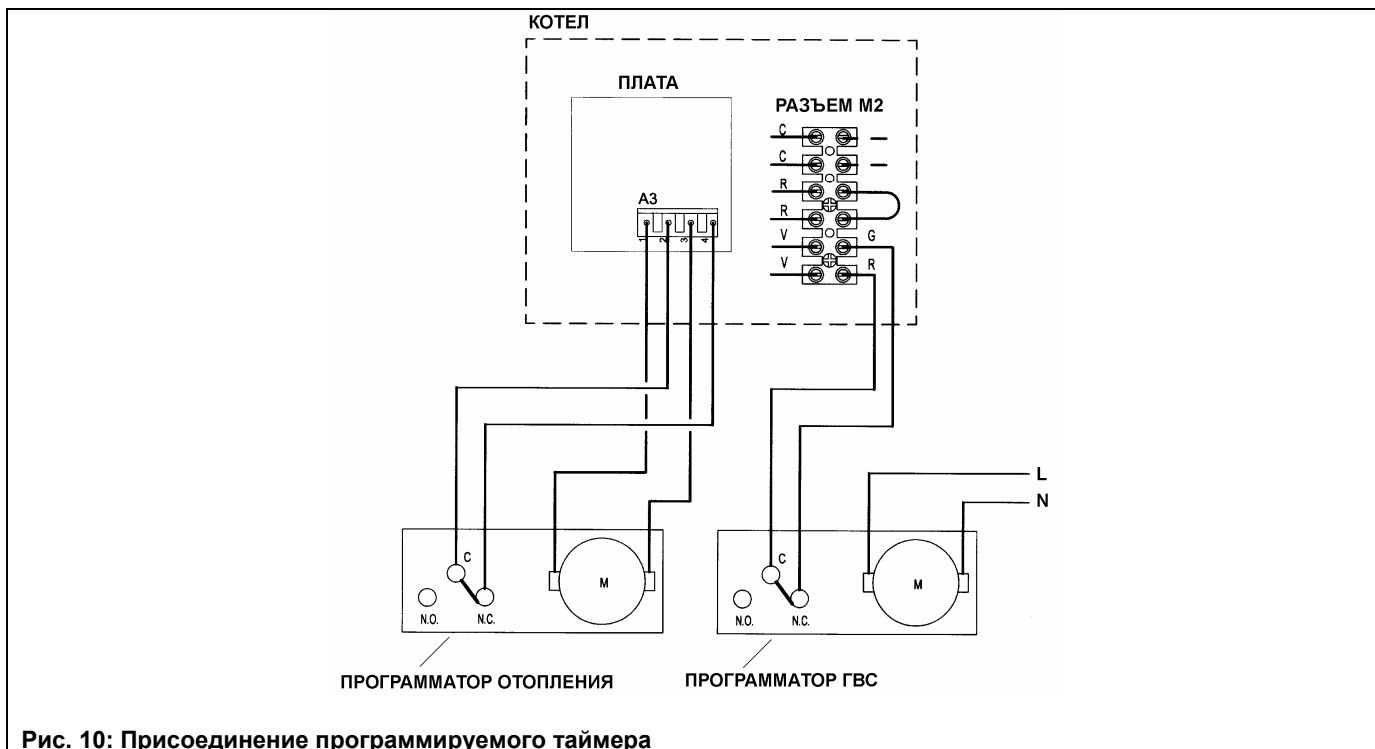 КОТЕЛ
ПЛАТА
РАЗЪЕМ М2
C
C
R
A3
R
V
G
V
R
1 2 3 4
L
N
C
M
N.O.
N.C.
C
M
N.O.
N.C.
ПРОГРАММАТОР ОТОПЛЕНИЯ
ПРОГРАММАТОР ГВС
Рис. 10: Присоединение программируемого таймера